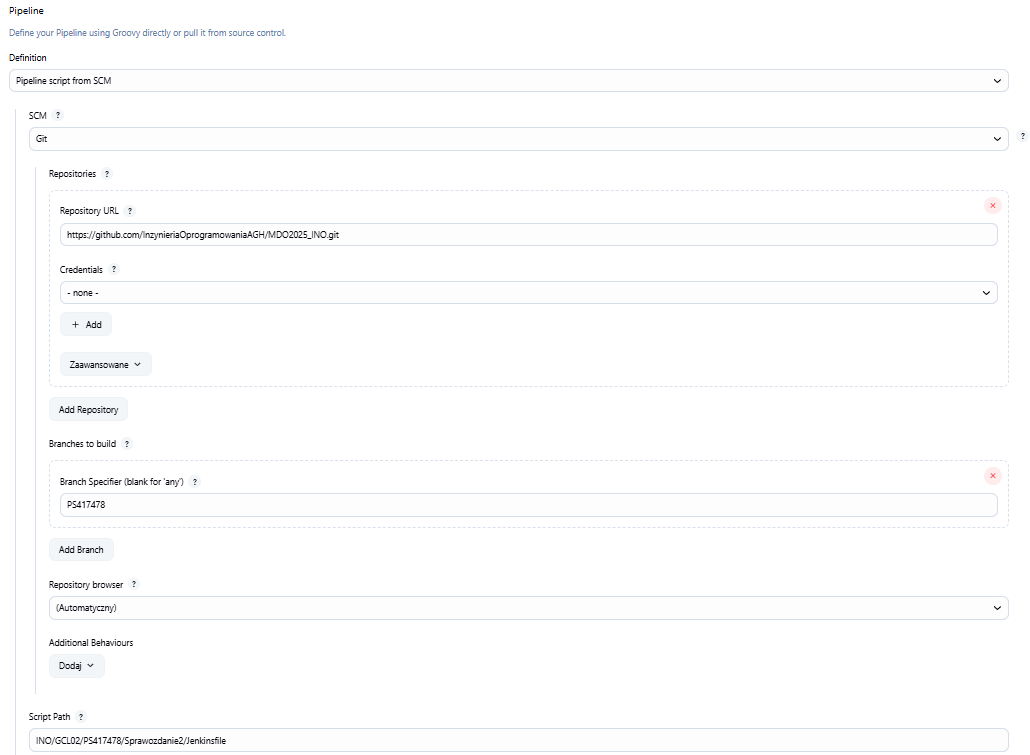 Pipeline
Define your Pipeline using Groovy directly or pull it from source control.
Definition
Pipeline script from SCM
SCM ?
Git
?
Repositories ?
Repository URL ?
https://github.com/InzynieriaOprogramowaniaAGH/MDO2025_INO.git
Credentials ?
- none -
+ Add
Zaawansowane
Add Repository
Branches to build ?
Branch Specifier (blank for 'any') ?
PS417478
Add Branch
Repository browser ?
(Automatyczny)
Additional Behaviours
Dodaj
Script Path ?
INO/GCL02/PS417478/Sprawozdanie2/Jenkinsfile